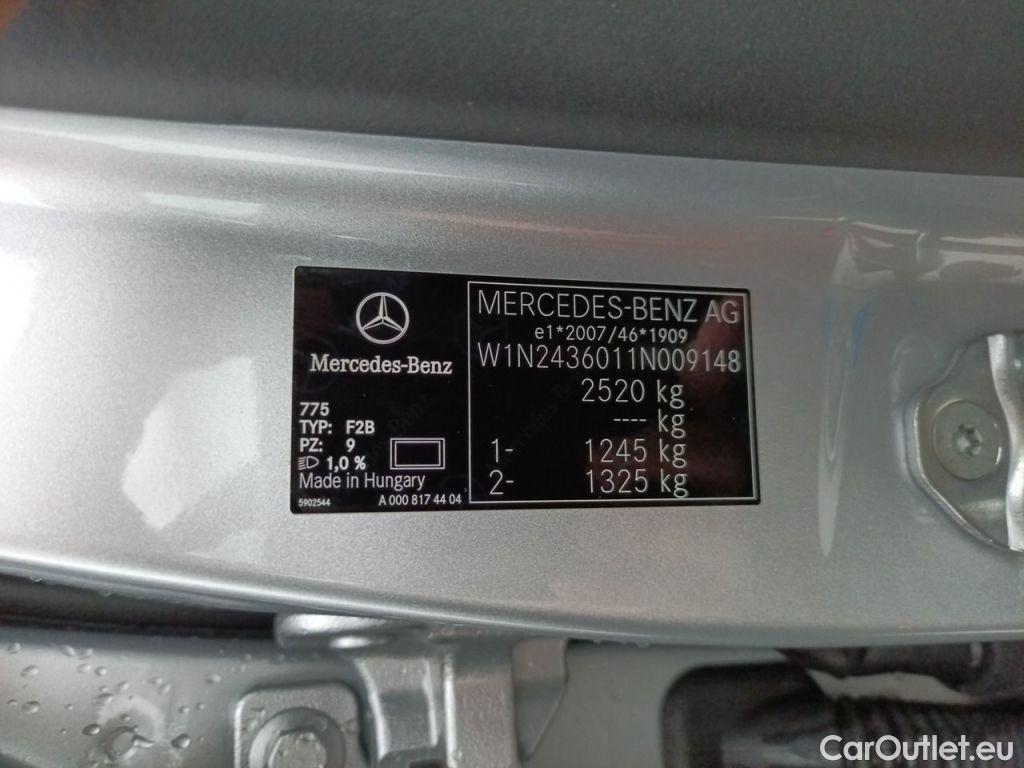 Mercedes-Benz
775
TYP: F2B
PZ: 9
1,0 %
Made in Hungary
5902544
A 000 817 44 04
MERCEDES-BENZ AG
e1*2007/46*1909
W1N2436011N009148
2520 kg
---- kg
1- 1245 kg
2- 1325 kg
CarOutlet.eu